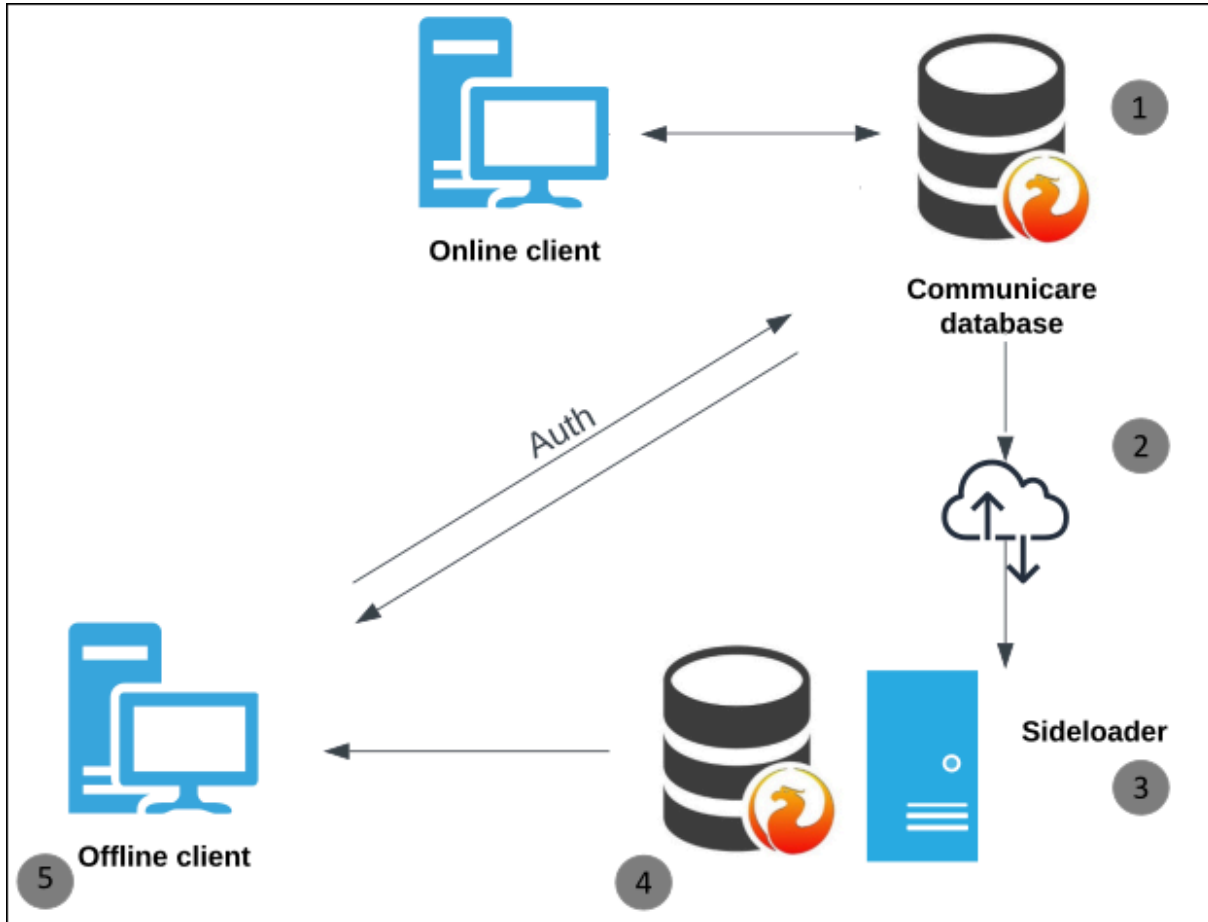 1
Online client
Communicare
database
Auth
2
Sideloader
3
Offline client
5
4